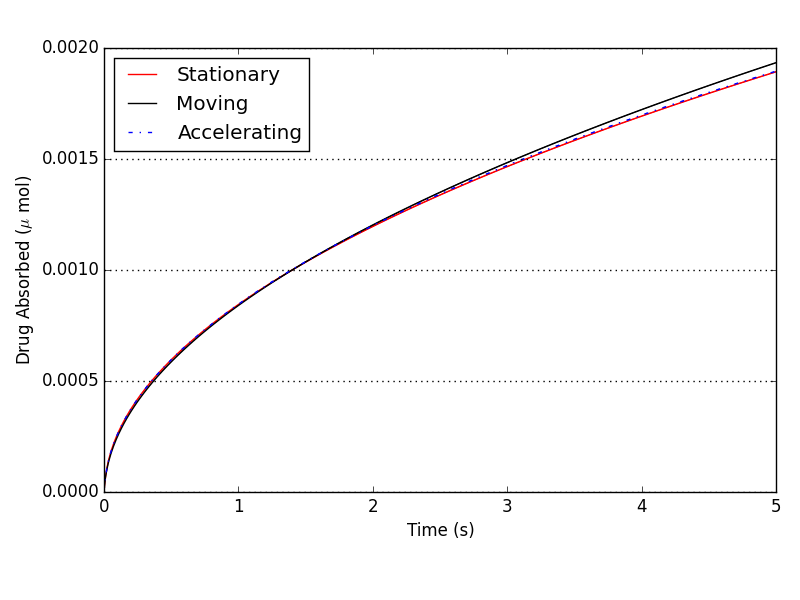 0.0020
0.0015
0.0010
0.0005
0.0000
Drug Absorbed (μ mol)
Stationary
Moving
Accelerating
0 1 2 3 4 5
Time (s)